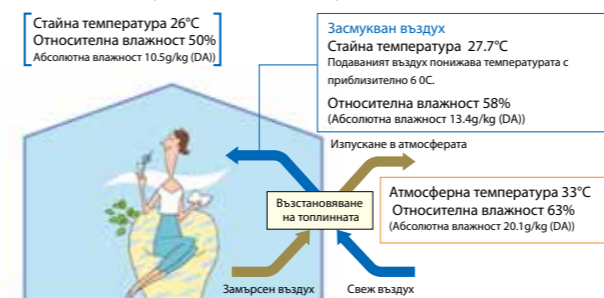 Стайна температура 26°C
Относителна влажност 50%
Абсолютна влажност 10.5g/kg (DA))
Засмукван въздух
Стайна температура 27.7°C
Подаваният въздух понижава температурата с
приблизително 6 0C.
Относителна влажност 58%
(Абсолютна влажност 13.4g/kg (DA))
Изпускане в атмосферата
Възстановяване
на топлинната
Атмосферна температура 33°C
Относителна влажност 63%
(Абсолютна влажност 20.1g/kg (DA))
Замърсен въздух
Свеж въздух